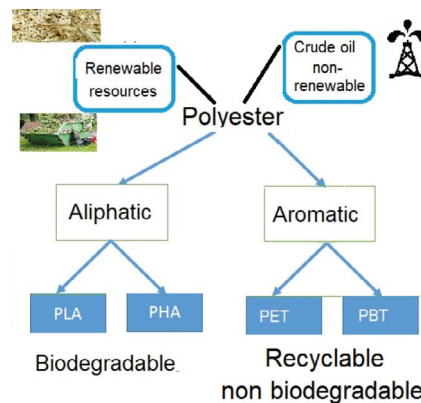 Renewable
resources
Crude oil
non-
renewable
Polyester
Aliphatic
Aromatic
PLA
PHA
PET
PBT
Biodegradable.
Recyclable
non biodegradable